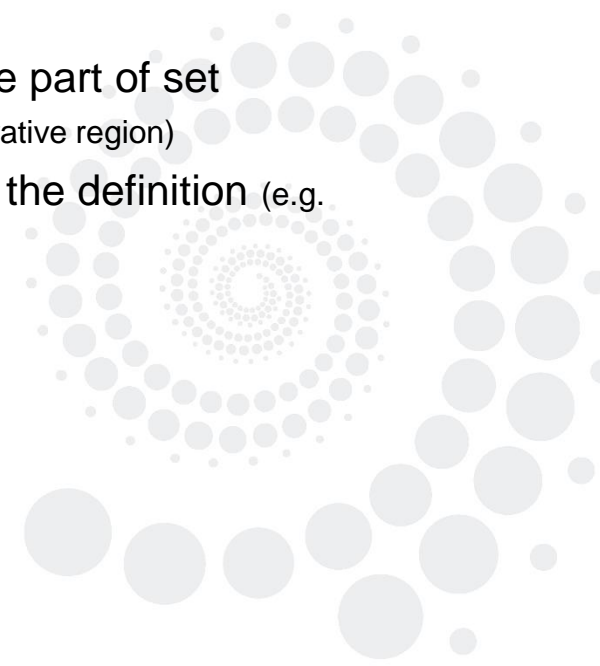 e part of set
ative region)
the definition (e.g.